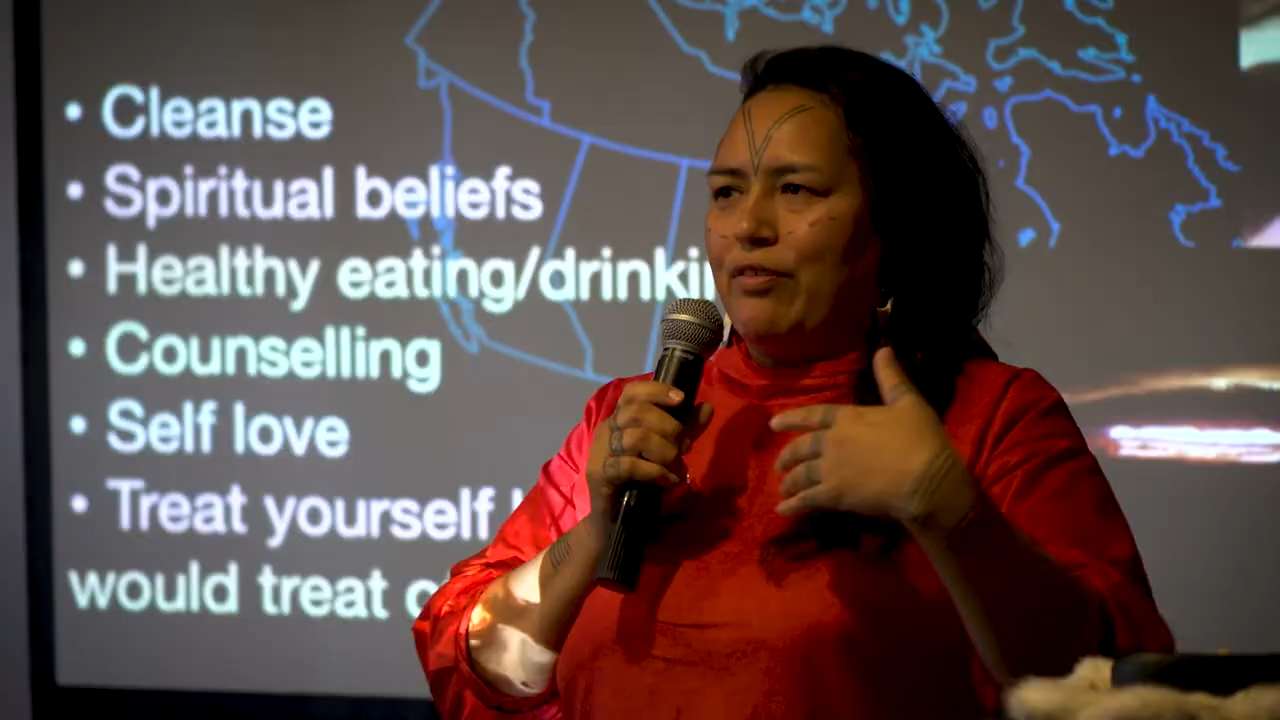 • Cleanse
• Spiritual beliefs
• Healthy eating/drinki
• Counselling
• Self love
• Treat yourself
would treat